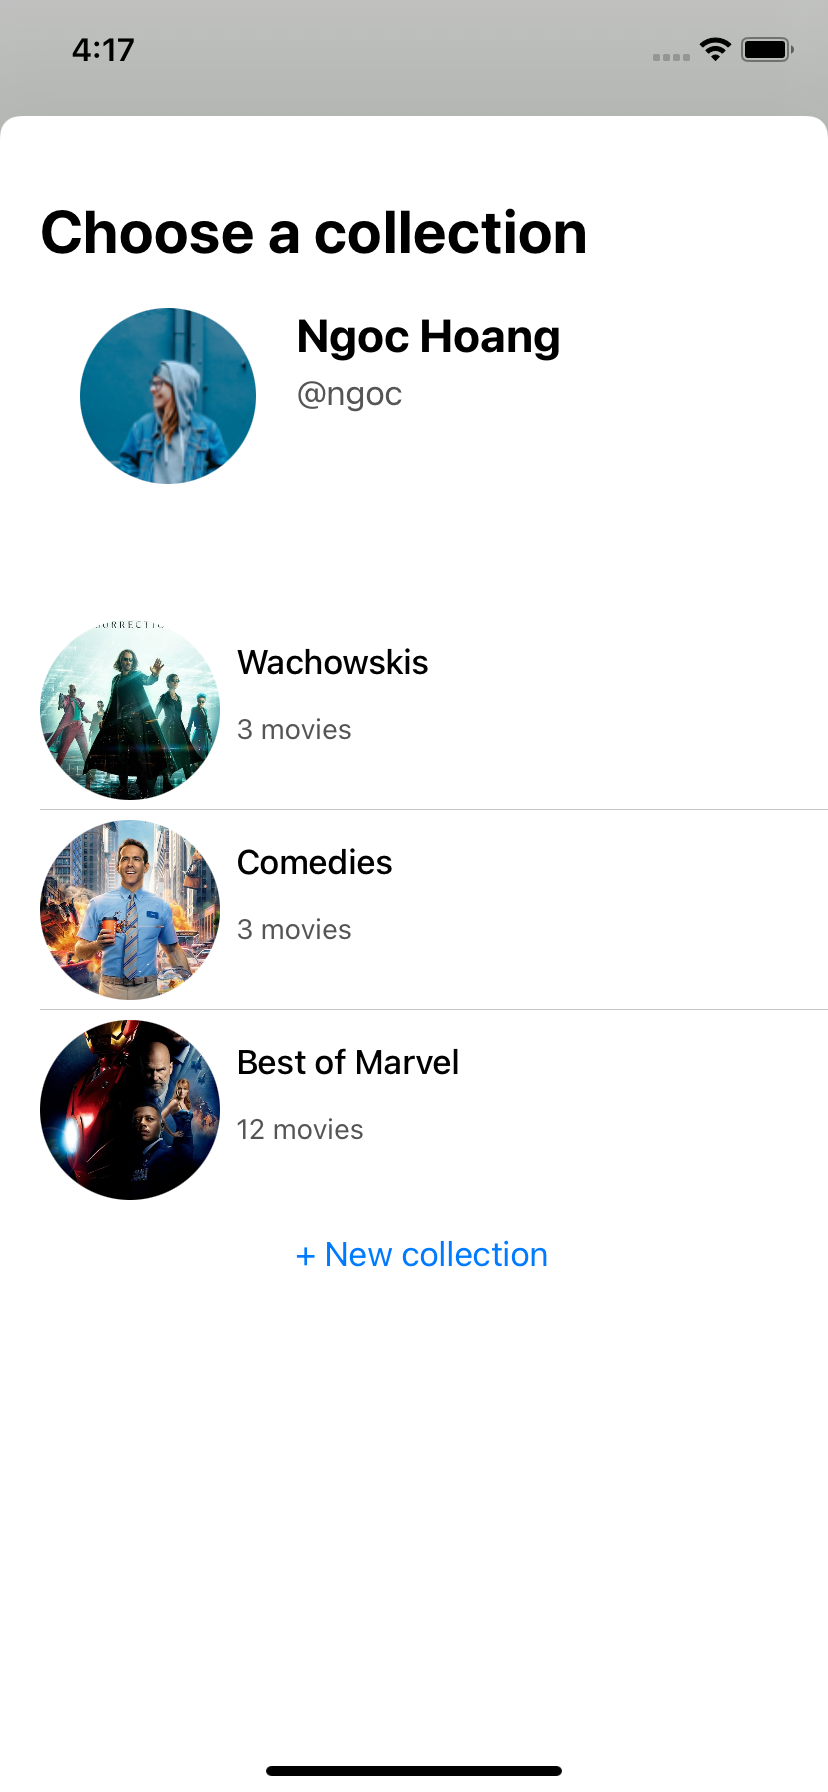 4:17
Choose a collection
Ngoc Hoang
@ngoc
Wachowskis
3 movies
Comedies
3 movies
Best of Marvel
12 movies
+ New collection